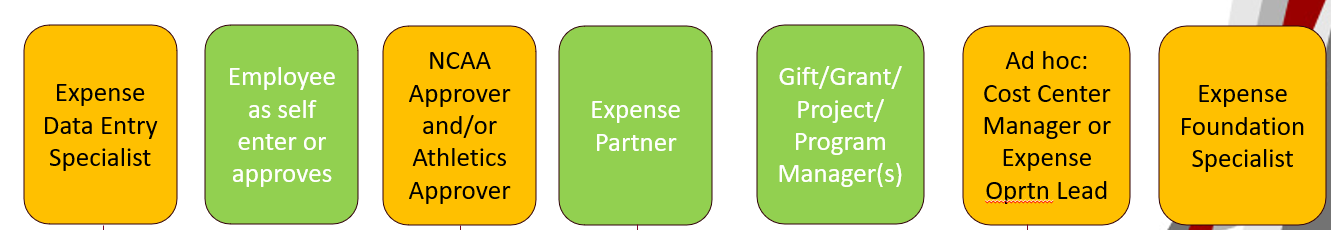 Expense
Data Entry
Specialist
Employee
as self
enter or
approves
NCAA
Approver
and/or
Athletics
Approver
Expense
Partner
Gift/Grant/
Project/
Program
Manager(s)
Ad hoc:
Cost Center
Manager or
Expense
Oprtn Lead
Expense
Foundation
Specialist